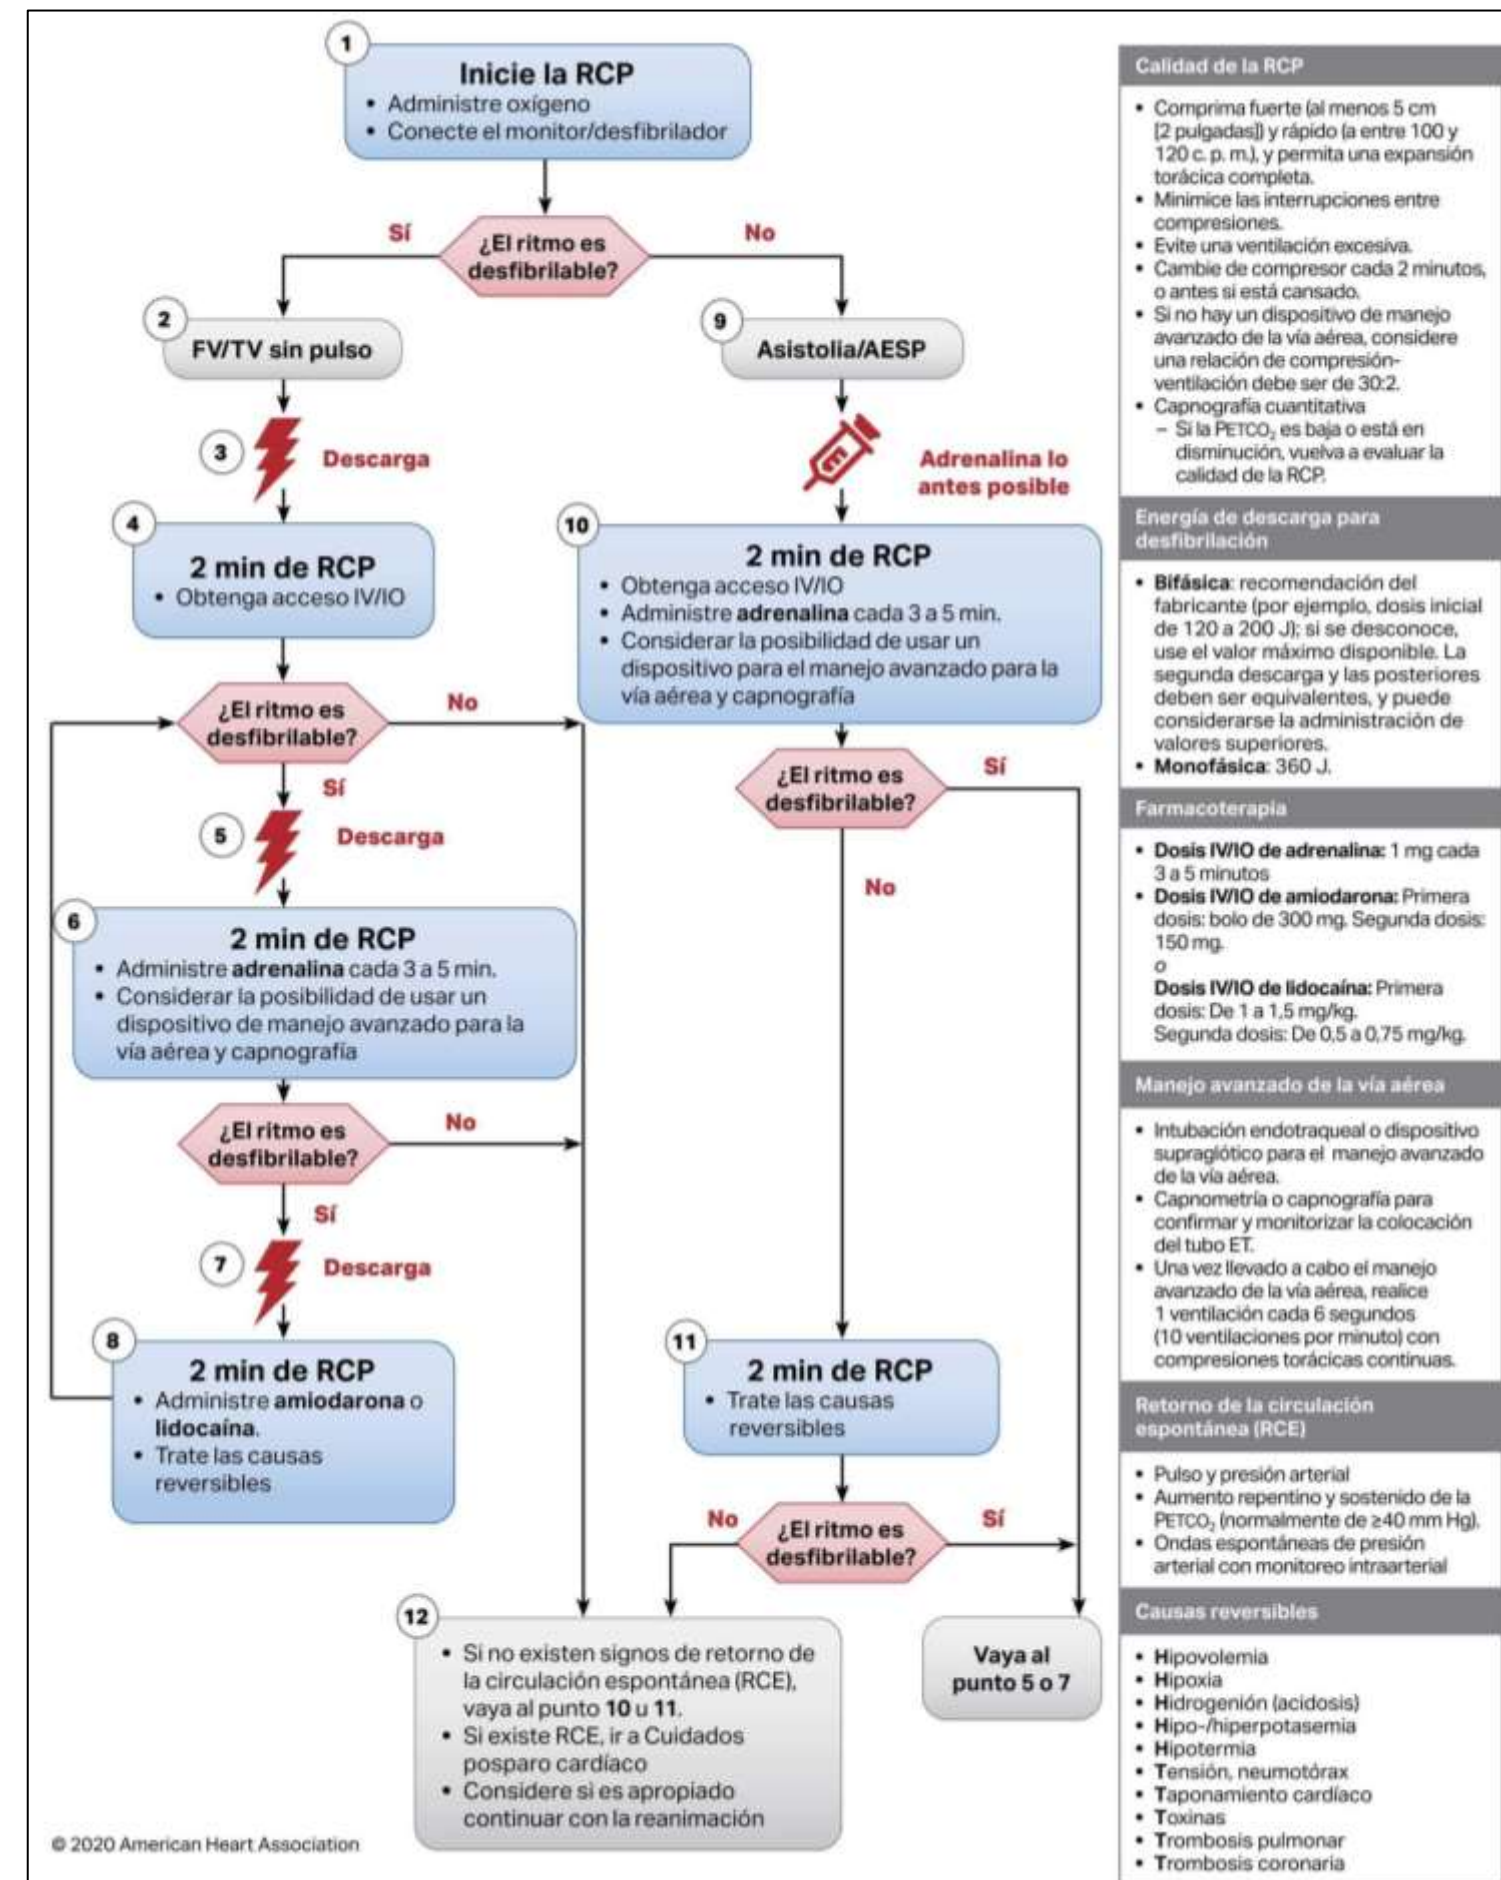 1
Inicie la RCP
• Administre oxígeno
• Conecte el monitor/desfibrilador
¿El ritmo es
desfibrilable?
Sí
No
2
FV/TV sin pulso
9
Asistolia/AESP
3
Descarga
Adrenalina lo
antes posible
4
2 min de RCP
• Obtenga acceso IV/IO
10
2 min de RCP
• Obtenga acceso IV/IO
• Administre adrenalina cada 3 a 5 min.
• Considerar la posibilidad de usar un
dispositivo para el manejo avanzado para la
vía aérea y capnografía
¿El ritmo es
desfibrilable?
No
Sí
5
Descarga
¿El ritmo es
desfibrilable?
Sí
No
6
2 min de RCP
• Administre adrenalina cada 3 a 5 min.
• Considerar la posibilidad de usar un
dispositivo de manejo avanzado para la
vía aérea y capnografía
¿El ritmo es
desfibrilable?
No
Sí
7
Descarga
8
2 min de RCP
• Administre amiodarona o
lidocaína.
• Trate las causas
reversibles
11
2 min de RCP
• Trate las causas
reversibles
¿El ritmo es
desfibrilable?
No
Sí
12
• Si no existen signos de retorno de
la circulación espontánea (RCE),
vaya al punto 10 u 11.
• Si existe RCE, ir a Cuidados
posparo cardíaco
• Considere si es apropiado
continuar con la reanimación
Vaya al
punto 5 o 7
© 2020 American Heart Association
Calidad de la RCP
• Comprima fuerte (al menos 5 cm
[2 pulgadas]) y rápido (a entre 100 y
120 c. p. m.), y permita una expansión
torácica completa.
• Minimice las interrupciones entre
compresiones.
• Evite una ventilación excesiva.
• Cambie de compresor cada 2 minutos,
o antes si está cansado.
• Si no hay un dispositivo de manejo
avanzado de la vía aérea, considere
una relación de compresión-
ventilación debe ser de 30:2.
• Capnografía cuantitativa
– Si la PETCO₂ es baja o está en
disminución, vuelva a evaluar la
calidad de la RCP.
Energía de descarga para
desfibrilación
• Bifásica: recomendación del
fabricante (por ejemplo, dosis inicial
de 120 a 200 J); si se desconoce,
use el valor máximo disponible. La
segunda descarga y las posteriores
deben ser equivalentes, y puede
considerarse la administración de
valores superiores.
• Monofásica: 360 J.
Farmacoterapia
• Dosis IV/IO de adrenalina: 1 mg cada
3 a 5 minutos
• Dosis IV/IO de amiodarona: Primera
dosis: bolo de 300 mg. Segunda dosis:
150 mg.
o
Dosis IV/IO de lidocaína: Primera
dosis: De 1 a 1,5 mg/kg.
Segunda dosis: De 0,5 a 0,75 mg/kg.
Manejo avanzado de la vía aérea
• Intubación endotraqueal o dispositivo
supraglótico para el manejo avanzado
de la vía aérea.
• Capnometría o capnografía para
confirmar y monitorizar la colocación
del tubo ET.
• Una vez llevado a cabo el manejo
avanzado de la vía aérea, realice
1 ventilación cada 6 segundos
(10 ventilaciones por minuto) con
compresiones torácicas continuas.
Retorno de la circulación
espontánea (RCE)
• Pulso y presión arterial
• Aumento repentino y sostenido de la
PETCO₂ (normalmente de ≥40 mm Hg).
• Ondas espontáneas de presión
arterial con monitoreo intraarterial
Causas reversibles
• Hipovolemia
• Hipoxia
• Hidrogenión (acidosis)
• Hipo-/hiperpotasemia
• Hipotermia
• Tensión, neumotórax
• Taponamiento cardíaco
• Toxinas
• Trombosis pulmonar
• Trombosis coronaria